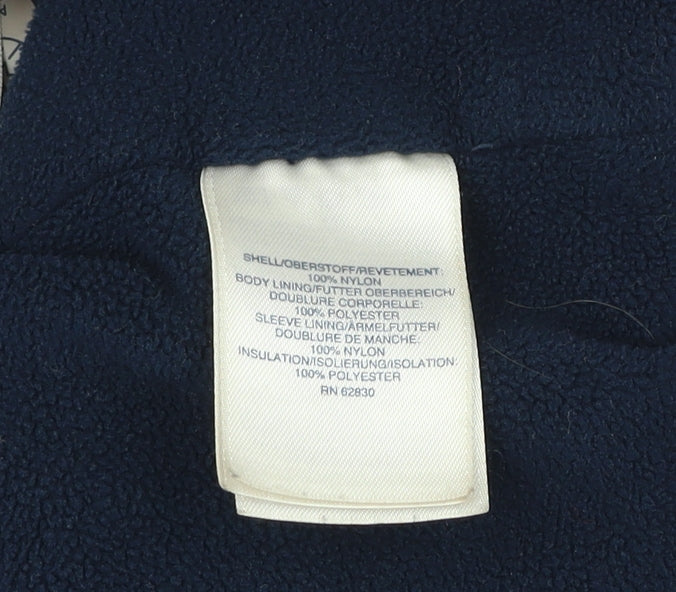 SHELL/OBERSTOFF/REVETEMENT:
100% NYLON
BODY LINING/FUTTER OBERBEREICH/
DOUBLURE CORPORELLE:
100% POLYESTER
SLEEVE LINING/ÄRMELFUTTER/
DOUBLURE DE MANCHE:
100% NYLON
INSULATION/ISOLIERUNG/ISOLATION:
100% POLYESTER
RN 62830